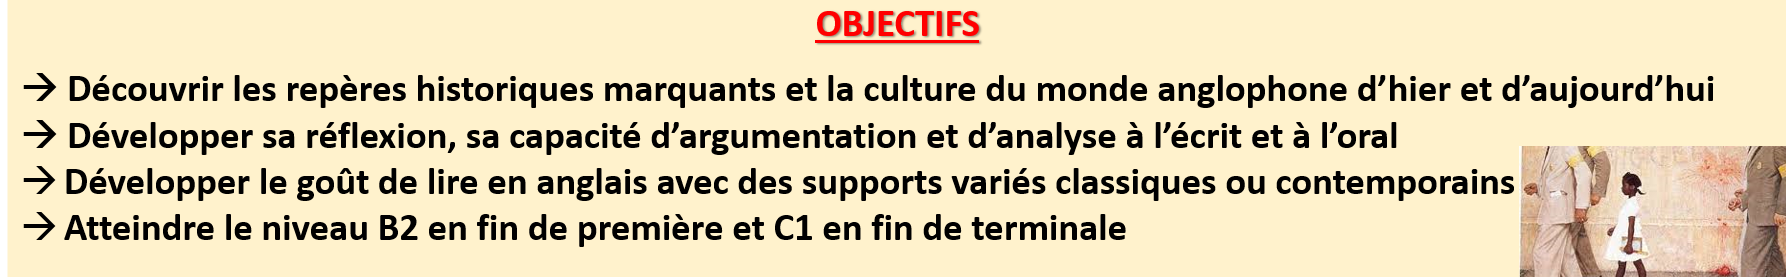 OBJECTIFS
→ Découvrir les repères historiques marquants et la culture du monde anglophone d’hier et d’aujourd’hui
→ Développer sa réflexion, sa capacité d’argumentation et d’analyse à l’écrit et à l’oral
→ Développer le goût de lire en anglais avec des supports variés classiques ou contemporains
→ Atteindre le niveau B2 en fin de première et C1 en fin de terminale